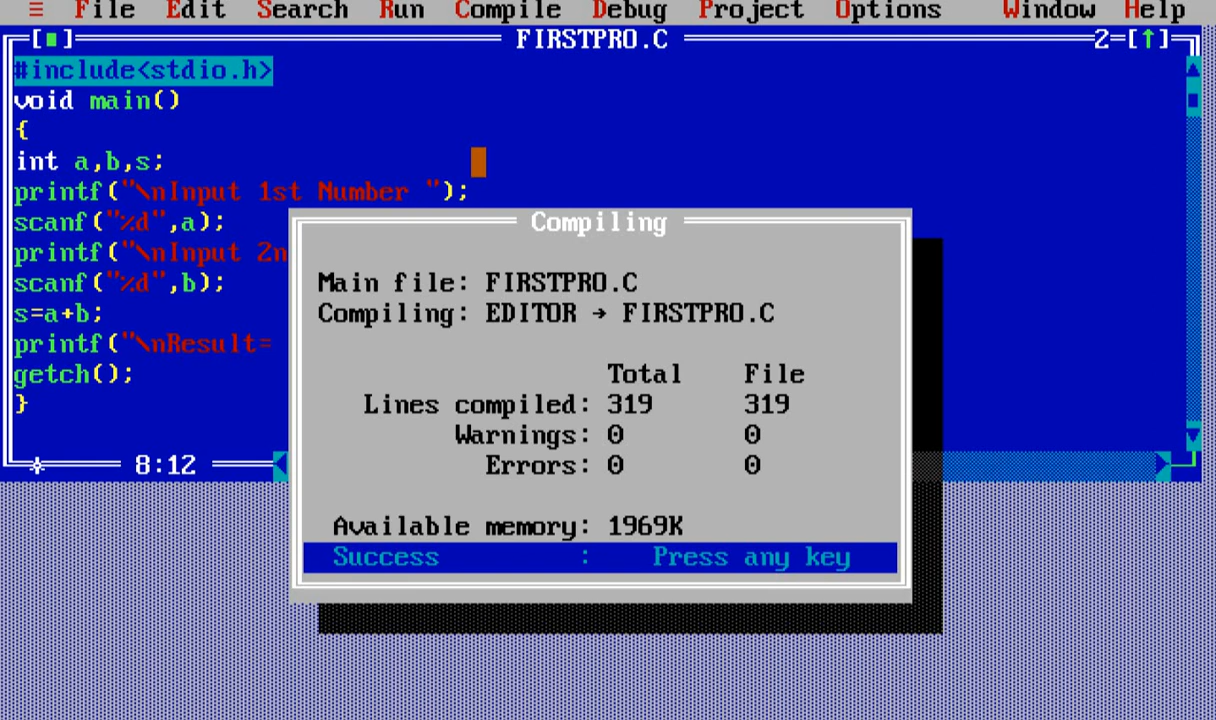 ≡ File Edit Search Run Compile Debug Project Options Window Help
[■] FIRSTPRO.C 2=[↑]
#include<stdio.h>
void main()
{
int a,b,s;
printf("\nInput 1st Number ");
scanf("%d",a);
printf("\nInput 2n
scanf("%d",b);
s=a+b;
printf("\nResult=
getch();
}
8:12
Compiling
Main file: FIRSTPRO.C
Compiling: EDITOR → FIRSTPRO.C
Total File
Lines compiled: 319 319
Warnings: 0 0
Errors: 0 0
Available memory: 1969K
Success : Press any key